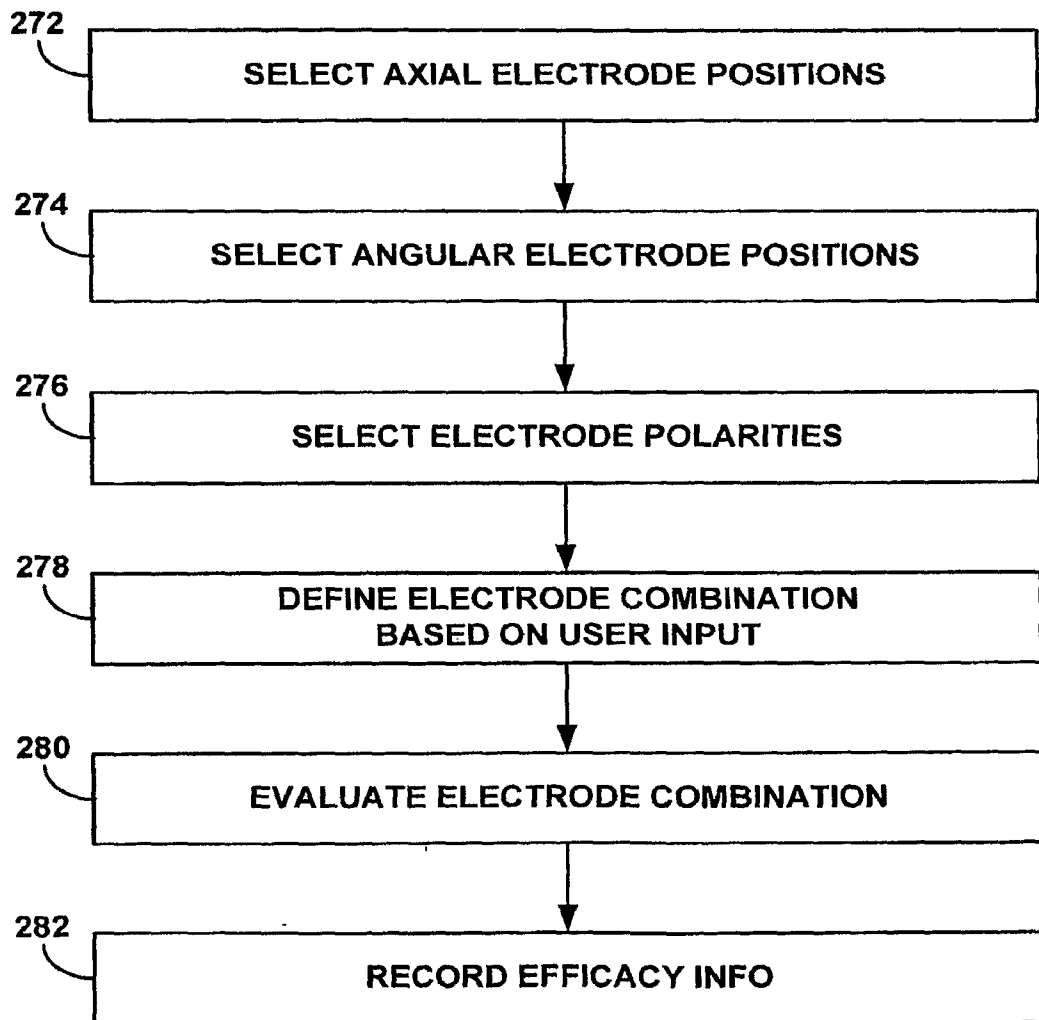 272
SELECT AXIAL ELECTRODE POSITIONS
274
SELECT ANGULAR ELECTRODE POSITIONS
276
SELECT ELECTRODE POLARITIES
278
DEFINE ELECTRODE COMBINATION
BASED ON USER INPUT
280
EVALUATE ELECTRODE COMBINATION
282
RECORD EFFICACY INFO